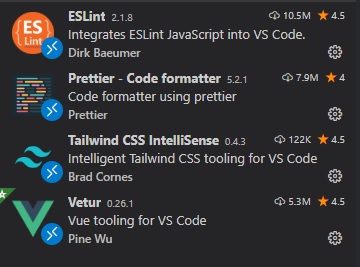 ESLint 2.1.8 10.5M 4.5
ES
Lint
Integrates ESLint JavaScript into VS Code.
Dirk Baeumer
Prettier - Code formatter 5.2.1 7.9M 4
Code formatter using prettier
Prettier
Tailwind CSS IntelliSense 0.4.3 122K 4.5
Intelligent Tailwind CSS tooling for VS Code
Brad Cornes
Vetur 0.26.1 5.3M 4.5
Vue tooling for VS Code
Pine Wu